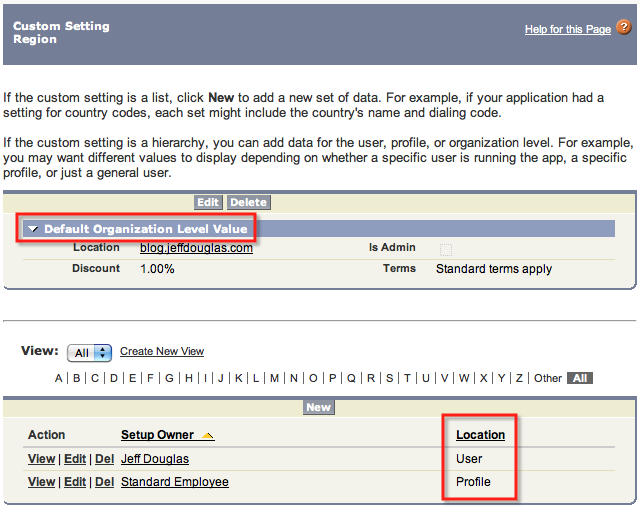 Custom Setting
Region
Help for this Page ?
If the custom setting is a list, click New to add a new set of data. For example, if your application had a
setting for country codes, each set might include the country's name and dialing code.
If the custom setting is a hierarchy, you can add data for the user, profile, or organization level. For example,
you may want different values to display depending on whether a specific user is running the app, a specific
profile, or just a general user.
Edit Delete
Default Organization Level Value
Location blog.jeffdouglas.com Is Admin
Discount 1.00% Terms Standard terms apply
View: All Create New View
A | B | C | D | E | F | G | H | I | J | K | L | M | N | O | P | Q | R | S | T | U | V | W | X | Y | Z | Other All
New
Action Setup Owner Location
View | Edit | Del Jeff Douglas User
View | Edit | Del Standard Employee Profile